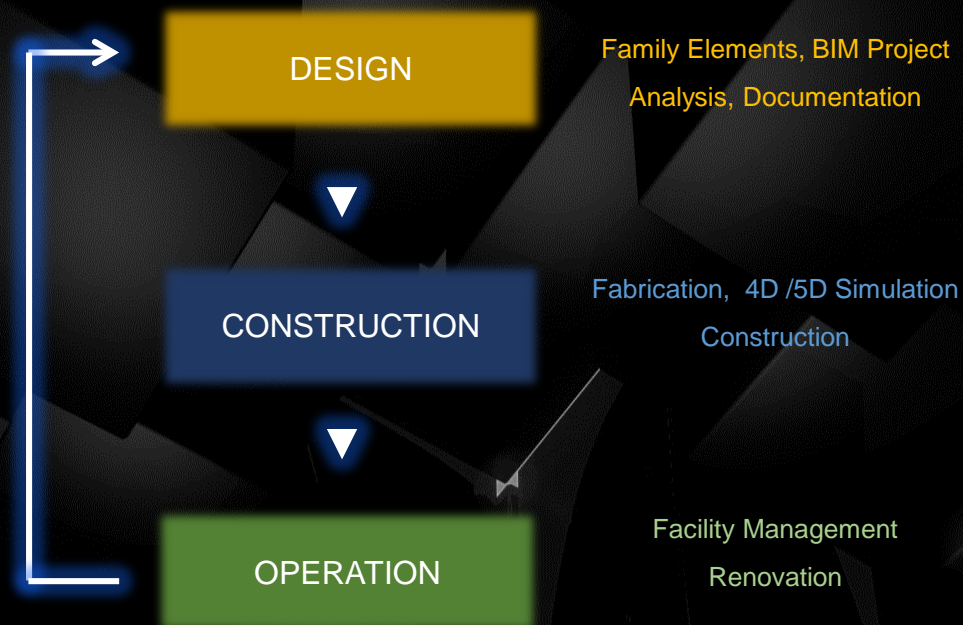 DESIGN
Family Elements, BIM Project
Analysis, Documentation
CONSTRUCTION
Fabrication, 4D /5D Simulation
Construction
OPERATION
Facility Management
Renovation